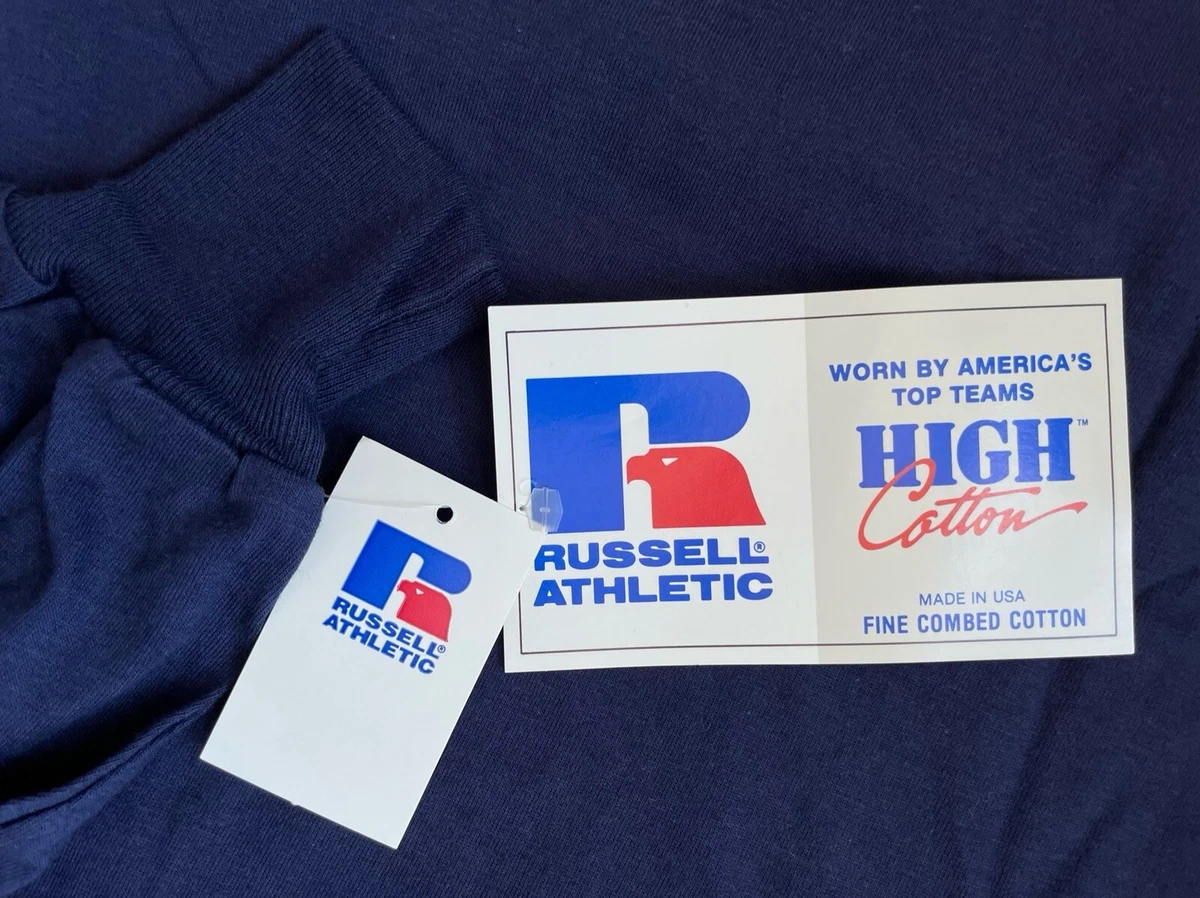 RUSSELL®
ATHLETIC
RUSSELL®
ATHLETIC
WORN BY AMERICA'S
TOP TEAMS
HIGH™
Cotton
MADE IN USA
FINE COMBED COTTON